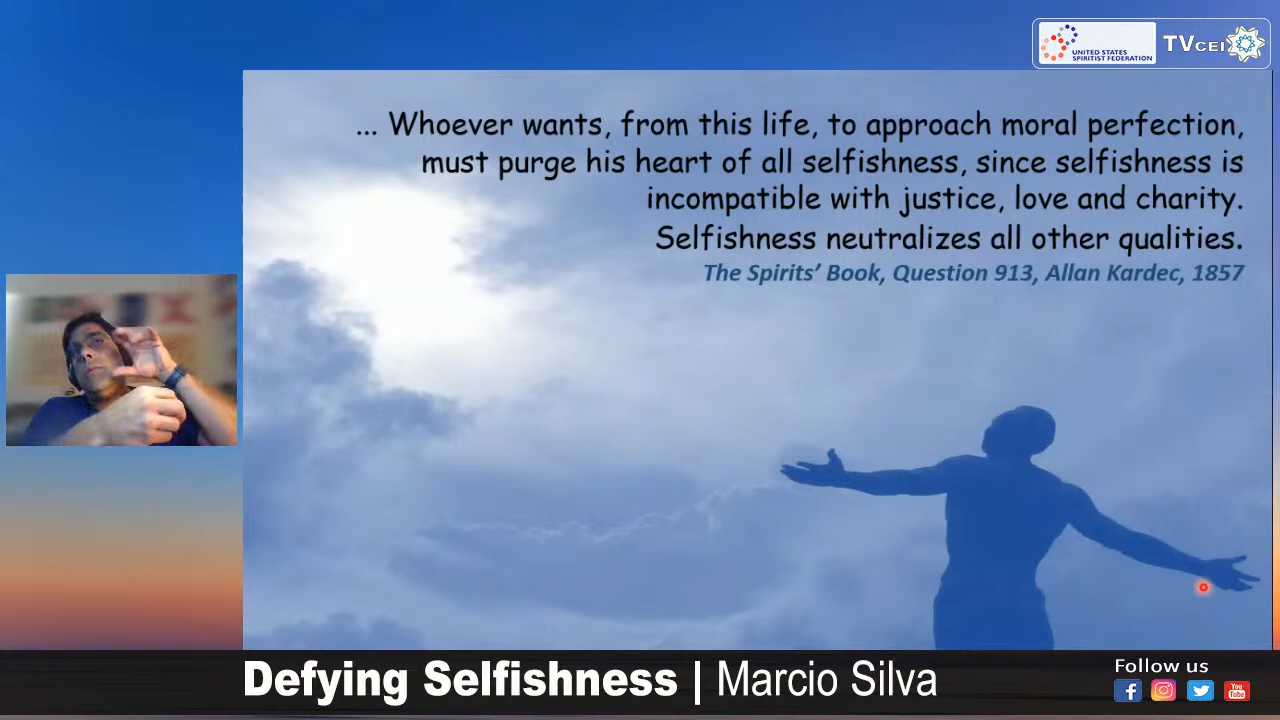 UNITED STATES
SPIRITIST FEDERATION
TVCEI
... Whoever wants, from this life, to approach moral perfection,
must purge his heart of all selfishness, since selfishness is
incompatible with justice, love and charity.
Selfishness neutralizes all other qualities.
The Spirits’ Book, Question 913, Allan Kardec, 1857
Defying Selfishness | Marcio Silva
Follow us
You
Tube